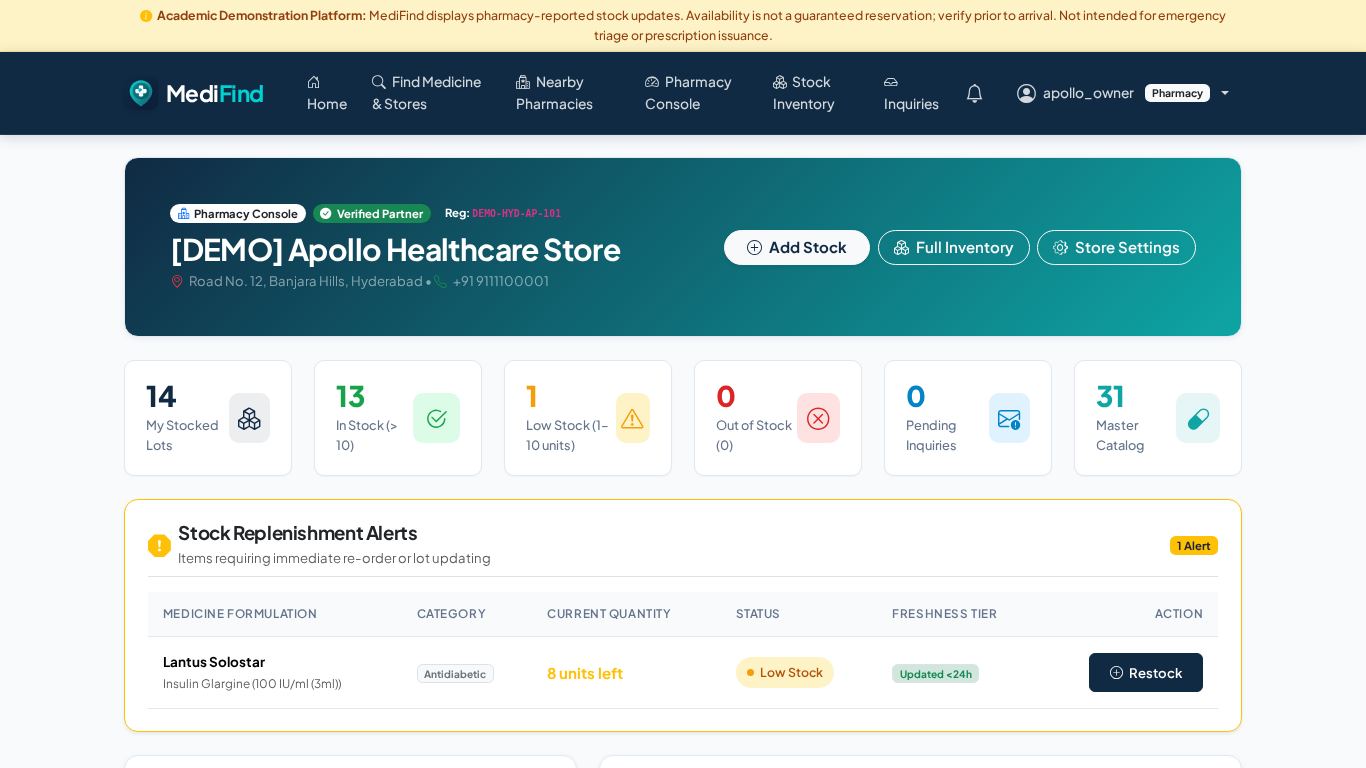 Academic Demonstration Platform: MediFind displays pharmacy-reported stock updates. Availability is not a guaranteed reservation; verify prior to arrival. Not intended for emergency
triage or prescription issuance.
MediFind
Home
Find Medicine
& Stores
Nearby
Pharmacies
Pharmacy
Console
Stock
Inventory
Inquiries
apollo_owner
Pharmacy
Pharmacy Console
Verified Partner
Reg: DEMO-HYD-AP-101
[DEMO] Apollo Healthcare Store
Road No. 12, Banjara Hills, Hyderabad • +91 9111100001
Add Stock
Full Inventory
Store Settings
14
My Stocked
Lots
13
In Stock (>
10)
1
Low Stock (1–
10 units)
0
Out of Stock
(0)
0
Pending
Inquiries
31
Master
Catalog
Stock Replenishment Alerts
Items requiring immediate re-order or lot updating
1 Alert
MEDICINE FORMULATION CATEGORY CURRENT QUANTITY STATUS FRESHNESS TIER ACTION
Lantus Solostar
Insulin Glargine (100 IU/ml (3ml))
Antidiabetic
8 units left
Low Stock
Updated <24h
Restock